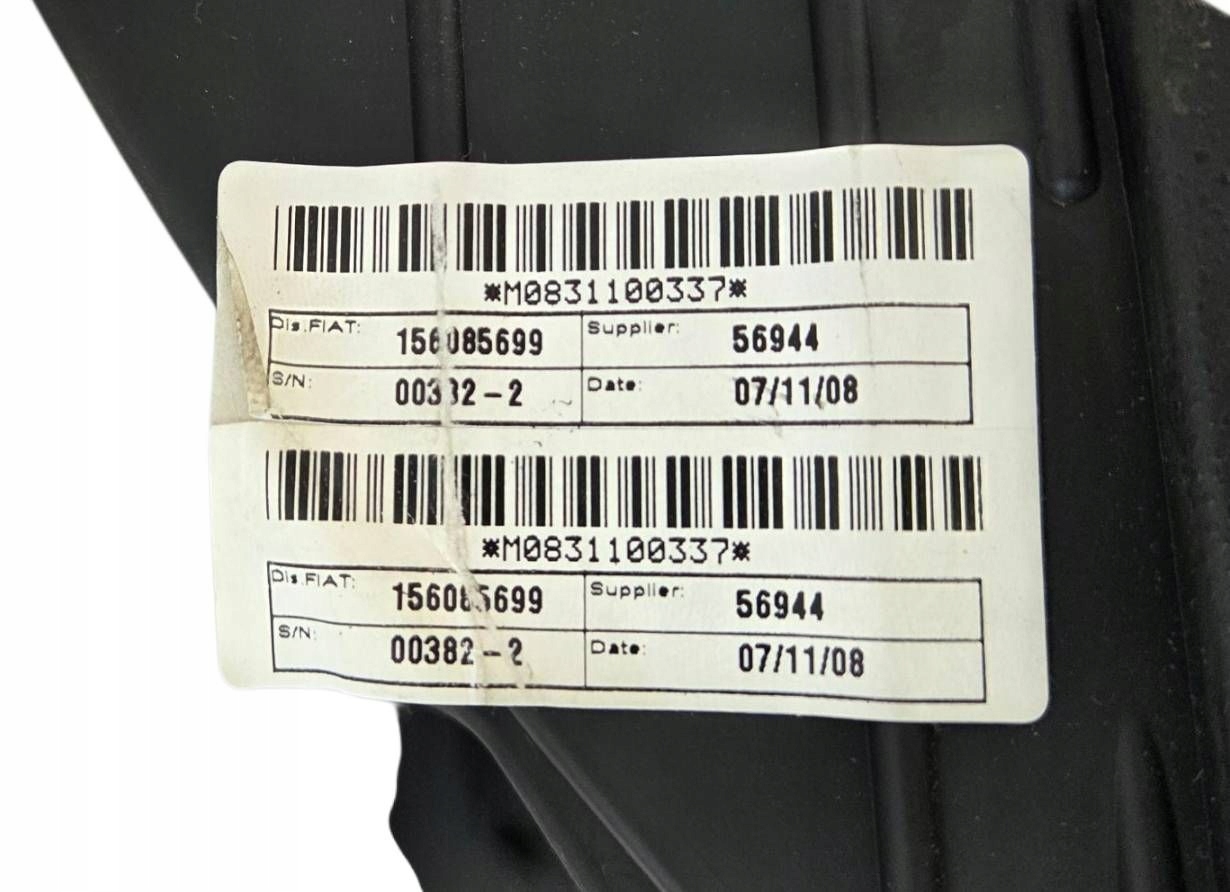 *M0831100337*
Dis.FIAT: 156085699 Supplier: 56944
S/N: 00382-2 Date: 07/11/08
*M0831100337*
Dis.FIAT: 156085699 Supplier: 56944
S/N: 00382-2 Date: 07/11/08